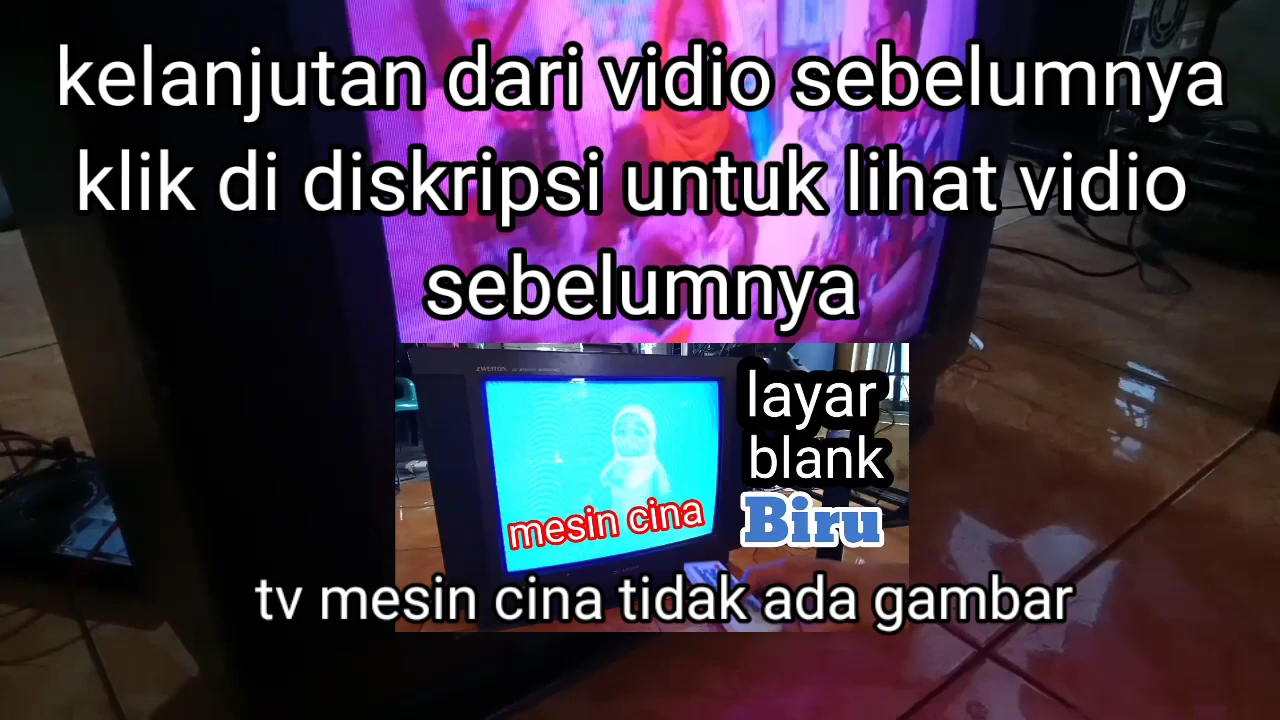 kelanjutan dari vidio sebelumnya
klik di diskripsi untuk lihat vidio
sebelumnya
layar
blank
Biru
mesin cina
tv mesin cina tidak ada gambar